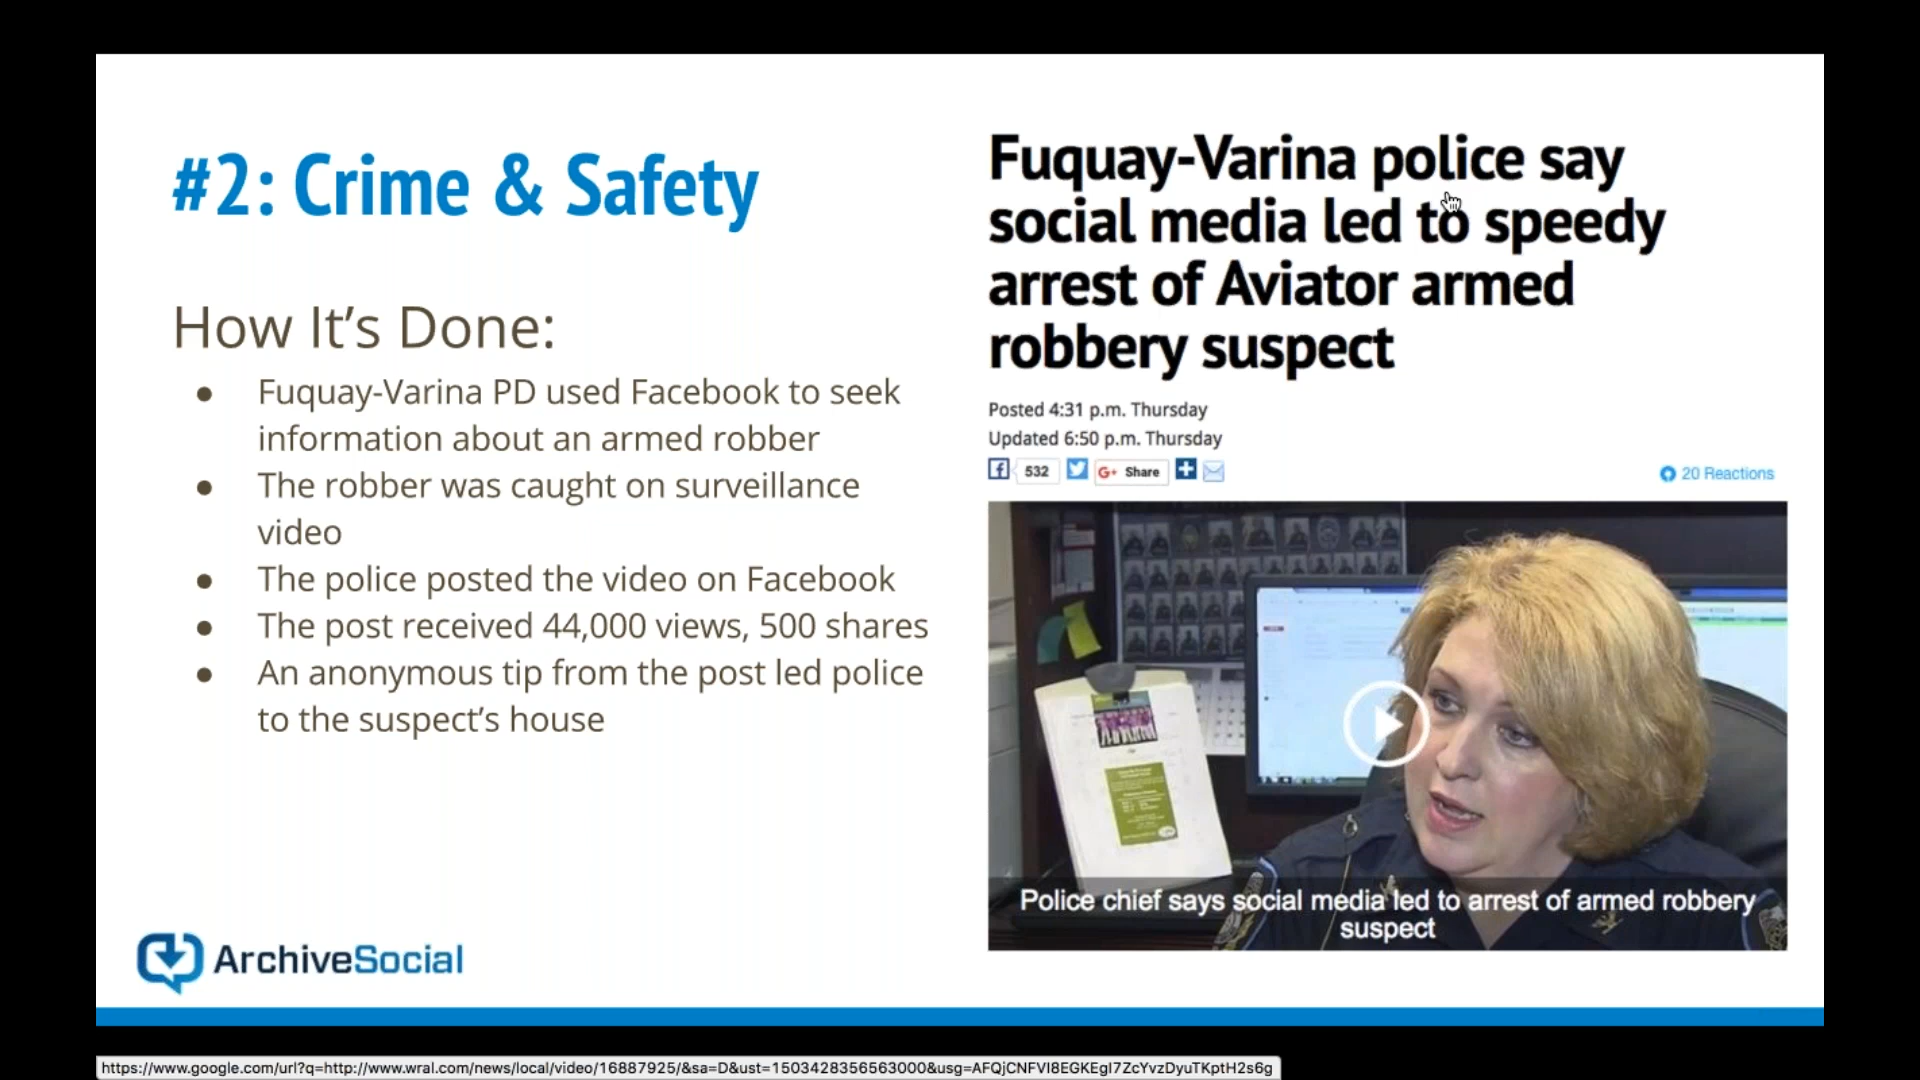 #2: Crime & Safety
How It's Done:
● Fuquay-Varina PD used Facebook to seek
information about an armed robber
● The robber was caught on surveillance
video
● The police posted the video on Facebook
● The post received 44,000 views, 500 shares
● An anonymous tip from the post led police
to the suspect's house
ArchiveSocial
Fuquay-Varina police say
social media led to speedy
arrest of Aviator armed
robbery suspect
Posted 4:31 p.m. Thursday
Updated 6:50 p.m. Thursday
532
G+ Share
20 Reactions
Police chief says social media led to arrest of armed robbery
suspect
https://www.google.com/url?q=http://www.wral.com/news/local/video/16887925/&sa=D&ust=1503428356563000&usg=AFQjCNFVI8EGKEgI7ZcYvzDyuTKptH2s6g